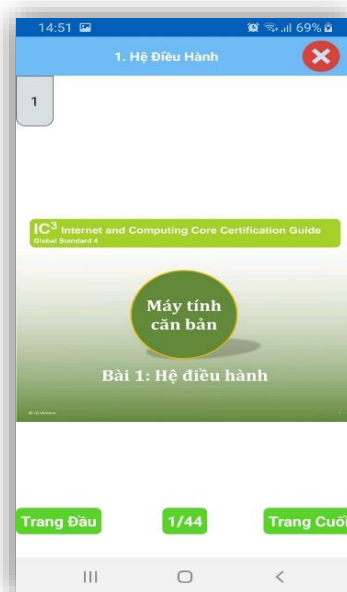 14:51 69%
1. Hệ Điều Hành
1
IC3 Internet and Computing Core Certification Guide
Global Standard 4
Máy tính
căn bản
Bài 1: Hệ điều hành
Trang Đầu 1/44 Trang Cuối